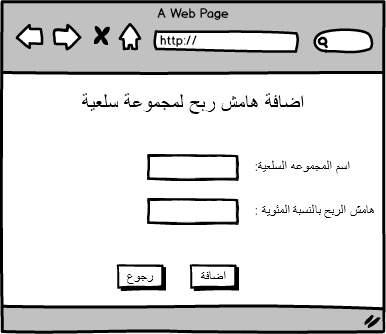 A Web Page
http://
اضافة هامش ربح لمجموعة سلعية
اسم المجموعه السلعية:
هامش الربح بالنسبة المئوية :
اضافة
رجوع